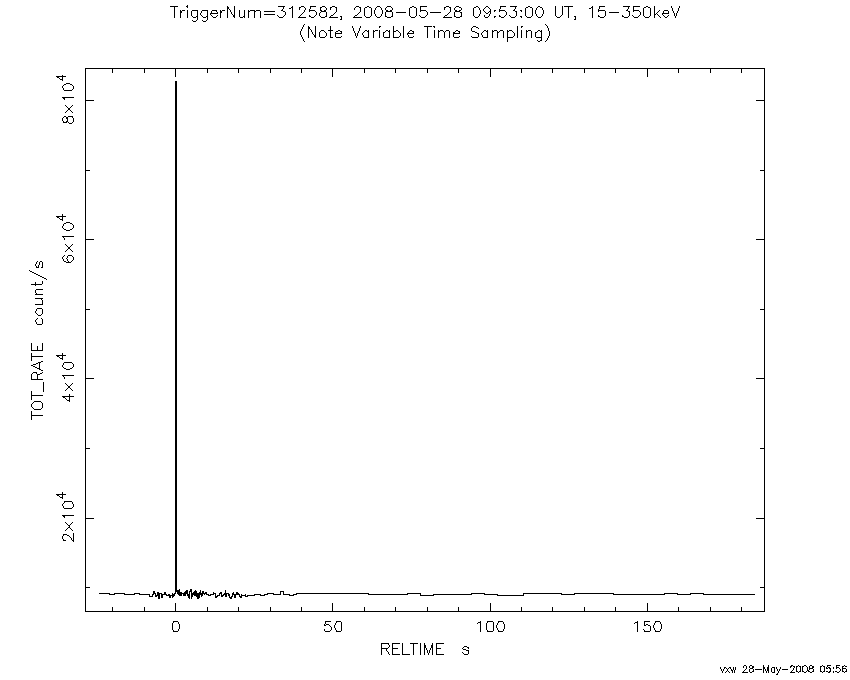 TriggerNum=312582, 2008-05-28 09:53:00 UT, 15-350keV
(Note Variable Time Sampling)
8×10⁴
6×10⁴
4×10⁴
2×10⁴
TOT_RATE count/s
0 50 100 150
RELTIME s
vxw 28-May-2008 05:56